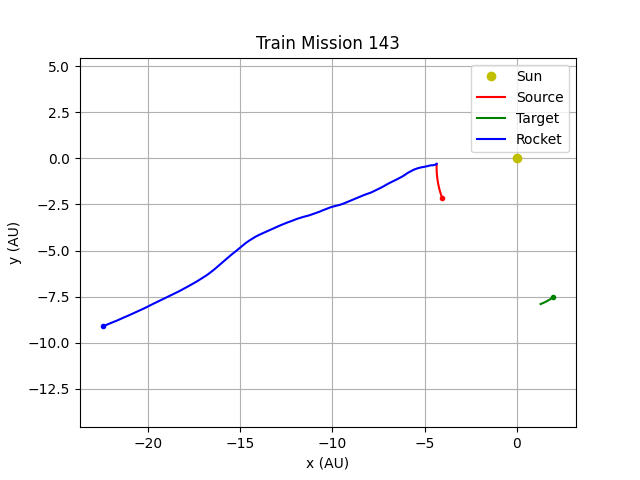 Train Mission 143
Sun
Source
Target
Rocket
5.0
2.5
0.0
−2.5
−5.0
−7.5
−10.0
−12.5
y (AU)
−20
−15
−10
−5
0
x (AU)